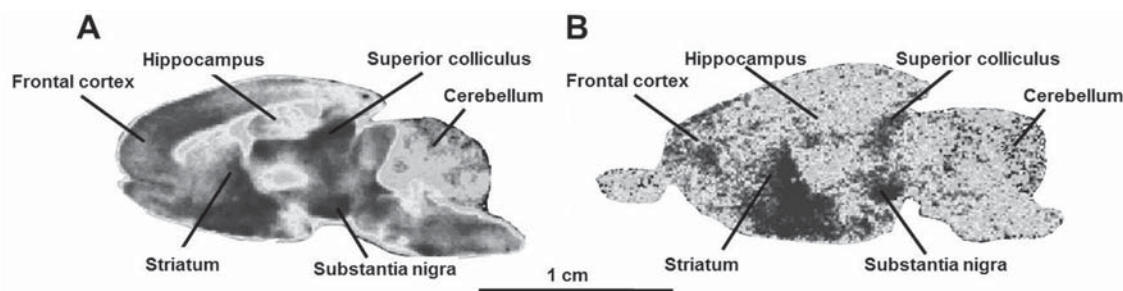 A
Hippocampus
Superior colliculus
Frontal cortex
Cerebellum
Striatum
Substantia nigra
B
Hippocampus
Superior colliculus
Frontal cortex
Cerebellum
Striatum
Substantia nigra
1 cm